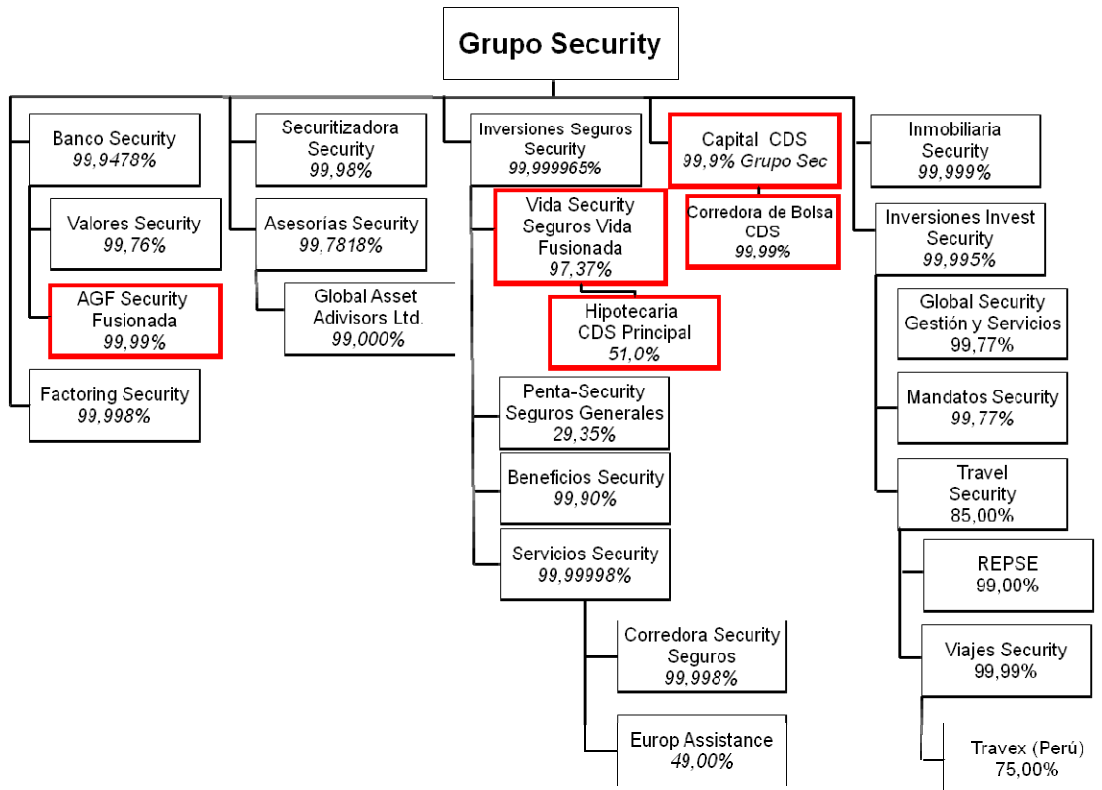 Grupo Security
Banco Security
99,9478%
Valores Security
99,76%
AGF Security
Fusionada
99,99%
Factoring Security
99,998%
Securitizadora
Security
99,98%
Asesorías Security
99,7818%
Global Asset
Adivisors Ltd.
99,000%
Inversiones Seguros
Security
99,999965%
Vida Security
Seguros Vida
Fusionada
97,37%
Hipotecaria
CDS Principal
51,0%
Penta-Security
Seguros Generales
29,35%
Beneficios Security
99,90%
Servicios Security
99,99998%
Corredora Security
Seguros
99,998%
Europ Assistance
49,00%
Capital CDS
99,9% Grupo Sec
Corredora de Bolsa
CDS
99,99%
Inmobiliaria
Security
99,999%
Inversiones Invest
Security
99,995%
Global Security
Gestión y Servicios
99,77%
Mandatos Security
99,77%
Travel
Security
85,00%
REPSE
99,00%
Viajes Security
99,99%
Travex (Perú)
75,00%